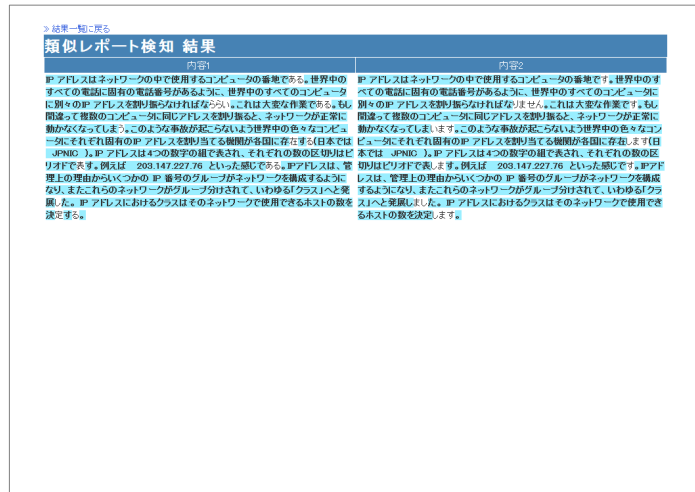 ≫ 結果一覧に戻る
類似レポート検知 結果
内容1
IP アドレスはネットワークの中で使用するコンピュータの番地である。世界中の
すべての電話に固有の電話番号があるように、世界中のすべてのコンピュータ
に別々のIP アドレスを割り振らなければならない。これは大変な作業である。もし
間違って複数のコンピュータに同じアドレスを割り振ると、ネットワークが正常に
動かなくなってしまう。このような事故が起こらないよう世界中の色々なコンピュ
ータにそれぞれ固有のIP アドレスを割り当てる機関が各国に存在する(日本では
JPNIC )。IP アドレスは4つの数字の組で表され、それぞれの数の区切りはピ
リオドで表す。例えば 203.147.227.76 といった感じである。IPアドレスは、管
理上の理由からいくつかの IP 番号のグループがネットワークを構成するように
なり、またこれらのネットワークがグループ分けされて、いわゆる「クラス」へと発
展した。IP アドレスにおけるクラスはそのネットワークで使用できるホストの数を
決定する。
内容2
IP アドレスはネットワークの中で使用するコンピュータの番地です。世界中のす
べての電話に固有の電話番号があるように、世界中のすべてのコンピュータに
別々のIP アドレスを割り振らなければなりません。これは大変な作業です。もし
間違って複数のコンピュータに同じアドレスを割り振ると、ネットワークが正常に
動かなくなってしまいます。このような事故が起こらないよう世界中の色々なコン
ピュータにそれぞれ固有のIP アドレスを割り当てる機関が各国に存在します(日
本では JPNIC )。IP アドレスは4つの数字の組で表され、それぞれの数の区
切りはピリオドで表します。例えば 203.147.227.76 といった感じです。IPアド
レスは、管理上の理由からいくつかの IP 番号のグループがネットワークを構成
するようになり、またこれらのネットワークがグループ分けされて、いわゆる「クラ
ス」へと発展しました。IP アドレスにおけるクラスはそのネットワークで使用でき
るホストの数を決定します。